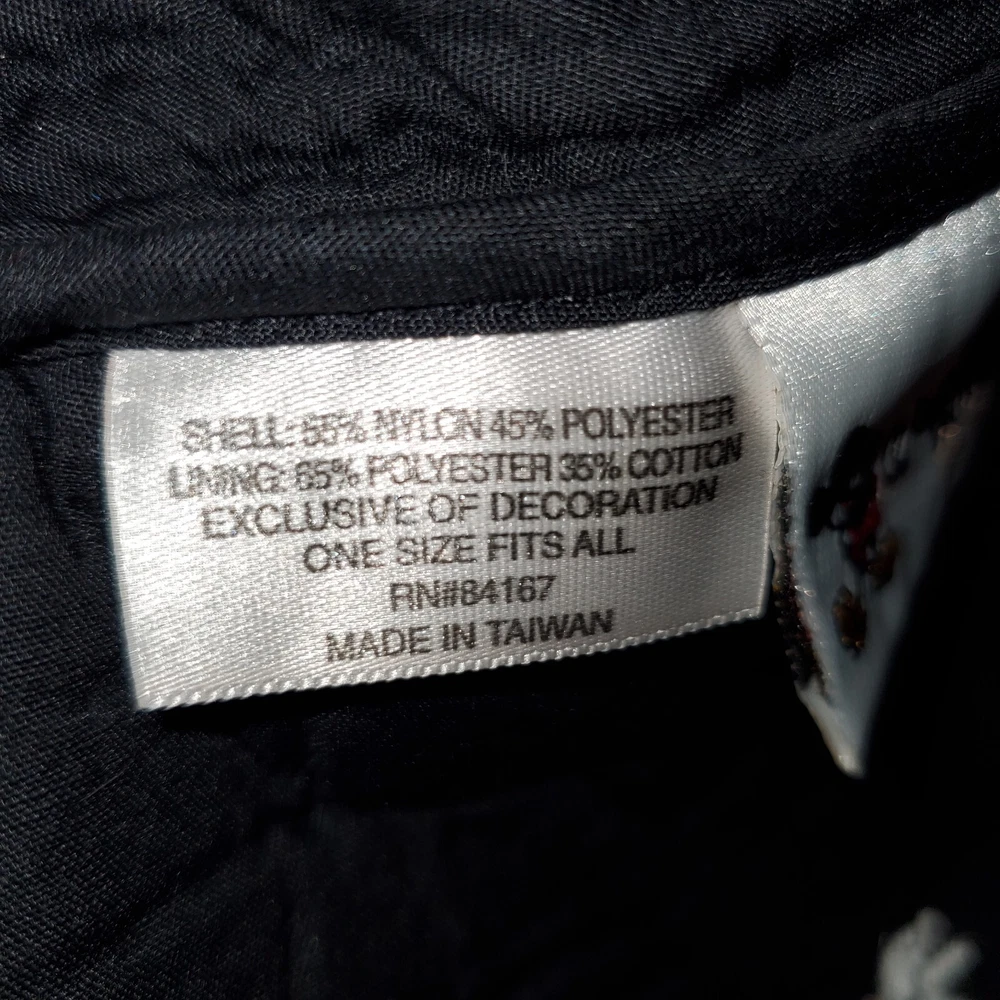 SHELL: 55% NYLON 45% POLYESTER
LINING: 65% POLYESTER 35% COTTON
EXCLUSIVE OF DECORATION
ONE SIZE FITS ALL
RN#84167
MADE IN TAIWAN